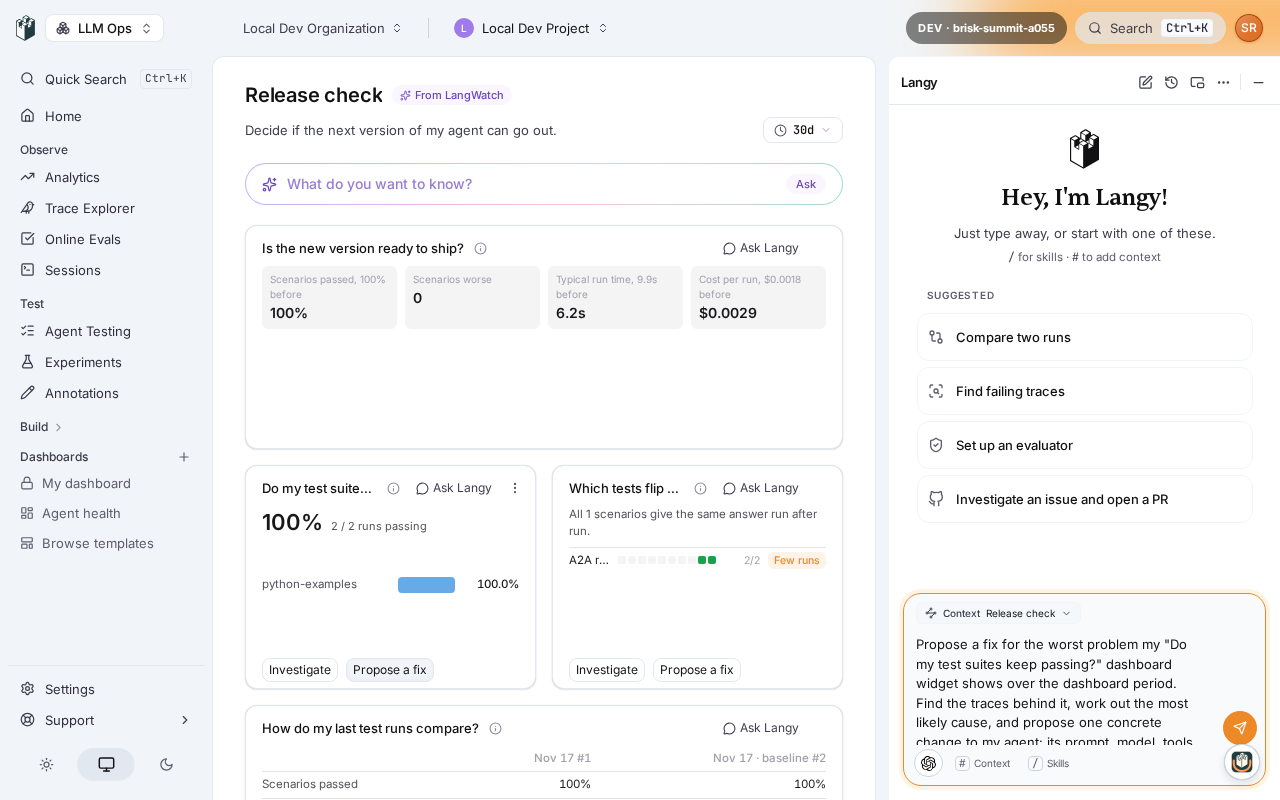 LLM Ops
Local Dev Organization
L
Local Dev Project
DEV · brisk-summit-a055
Search
Ctrl+K
SR
Quick Search
Ctrl+K
Home
Observe
Analytics
Trace Explorer
Online Evals
Sessions
Test
Agent Testing
Experiments
Annotations
Build
Dashboards
My dashboard
Agent health
Browse templates
Settings
Support
Release check
From LangWatch
Decide if the next version of my agent can go out.
30d
What do you want to know?
Ask
Is the new version ready to ship?
Ask Langy
Scenarios passed, 100%
before
100%
Scenarios worse
0
Typical run time, 9.9s
before
6.2s
Cost per run, $0.0018
before
$0.0029
Do my test suite...
Ask Langy
100%
2 / 2 runs passing
python-examples
100.0%
Investigate
Propose a fix
Which tests flip ...
Ask Langy
All 1 scenarios give the same answer run after
run.
A2A r...
2/2
Few runs
Investigate
Propose a fix
How do my last test runs compare?
Ask Langy
Nov 17 #1
Nov 17 · baseline #2
Scenarios passed
100%
100%
Langy
Hey, I'm Langy!
Just type away, or start with one of these.
/ for skills · # to add context
SUGGESTED
Compare two runs
Find failing traces
Set up an evaluator
Investigate an issue and open a PR
Context Release check
Propose a fix for the worst problem my "Do
my test suites keep passing?" dashboard
widget shows over the dashboard period.
Find the traces behind it, work out the most
likely cause, and propose one concrete
change to my agent: its prompt, model, tools
# Context
/ Skills